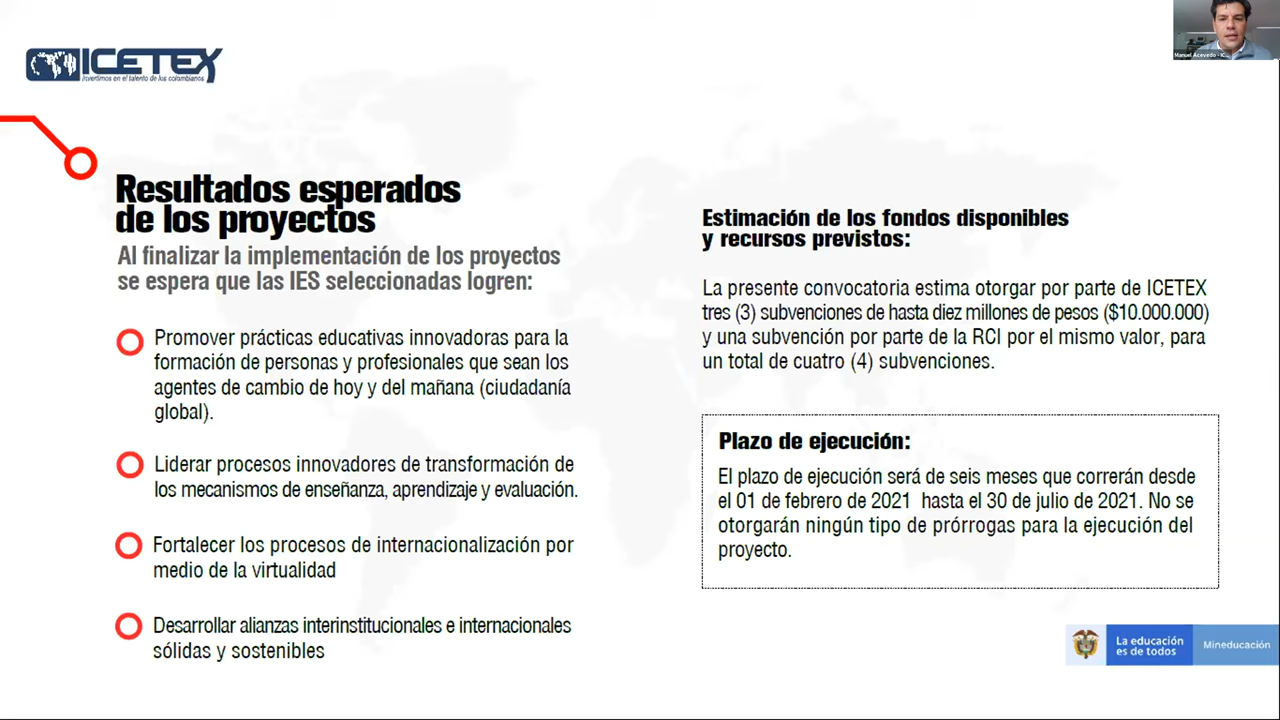 ICETEX
Invertimos en el talento de los colombianos
Manuel Acevedo - IC...
Resultados esperados
de los proyectos
Al finalizar la implementación de los proyectos
se espera que las IES seleccionadas logren:
Promover prácticas educativas innovadoras para la
formación de personas y profesionales que sean los
agentes de cambio de hoy y del mañana (ciudadanía
global).
Liderar procesos innovadores de transformación de
los mecanismos de enseñanza, aprendizaje y evaluación.
Fortalecer los procesos de internacionalización por
medio de la virtualidad
Desarrollar alianzas interinstitucionales e internacionales
sólidas y sostenibles
Estimación de los fondos disponibles
y recursos previstos:
La presente convocatoria estima otorgar por parte de ICETEX
tres (3) subvenciones de hasta diez millones de pesos ($10.000.000)
y una subvención por parte de la RCI por el mismo valor, para
un total de cuatro (4) subvenciones.
Plazo de ejecución:
El plazo de ejecución será de seis meses que correrán desde
el 01 de febrero de 2021 hasta el 30 de julio de 2021. No se
otorgarán ningún tipo de prórrogas para la ejecución del
proyecto.
La educación
es de todos
Mineducación